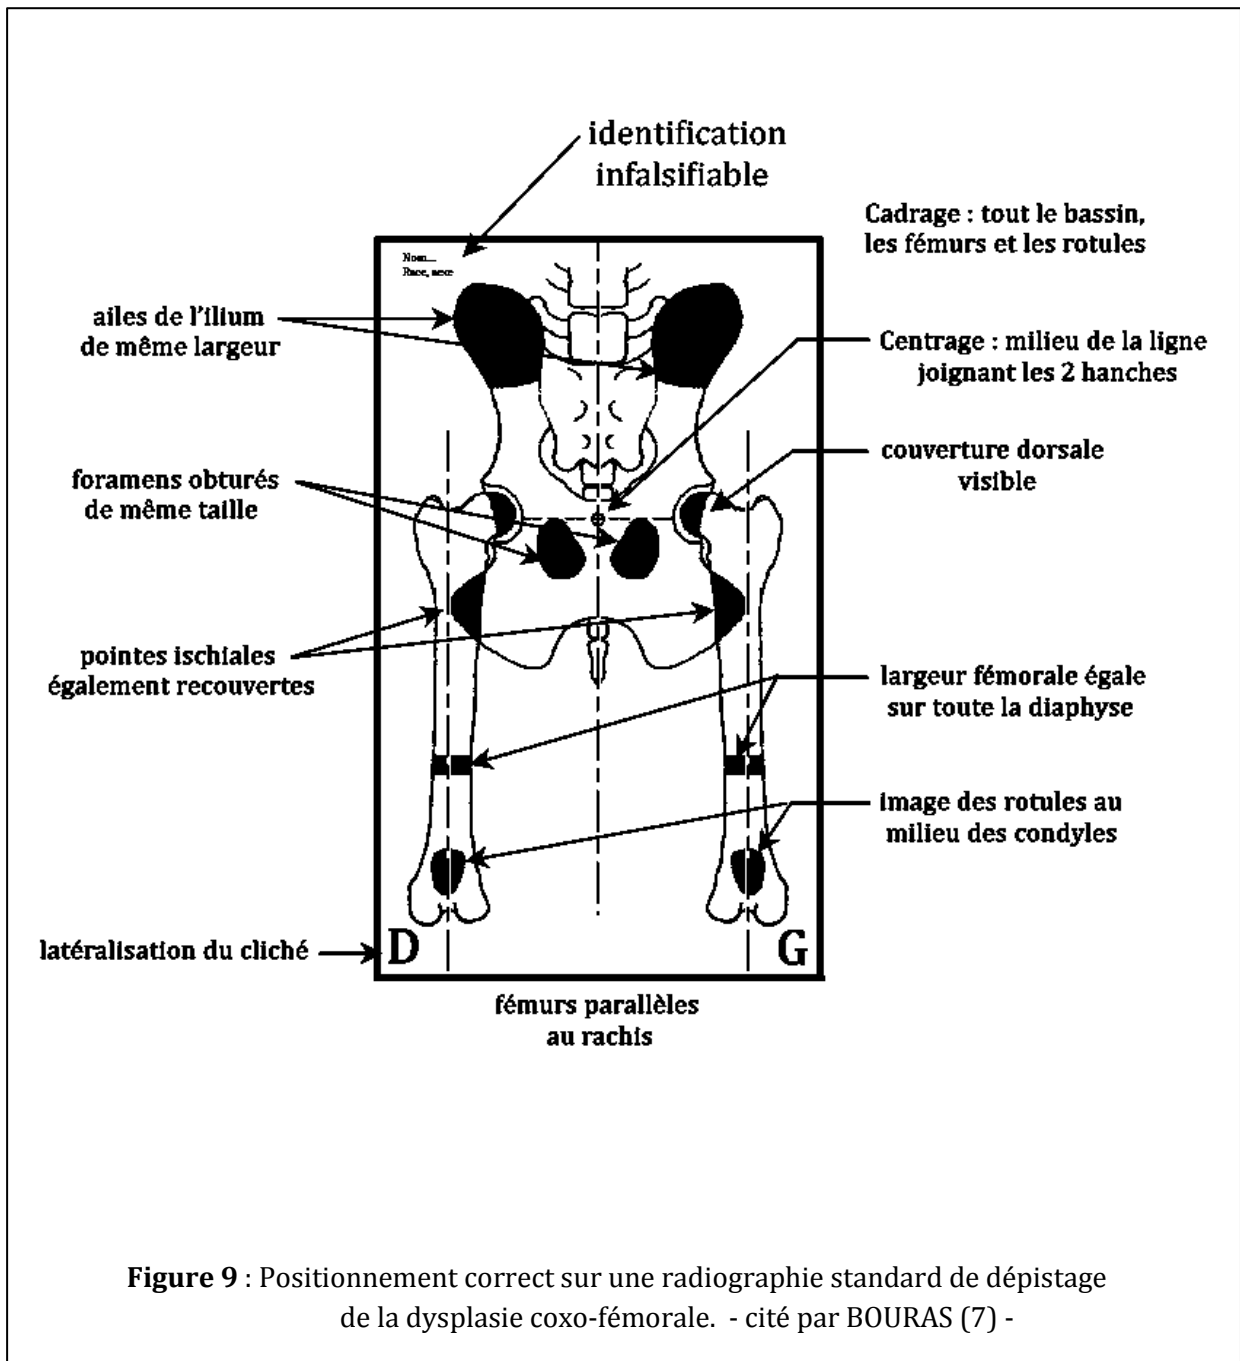 identification
infalsifiable
Cadrage : tout le bassin,
les fémurs et les rotules
Nom...
Race, sexe
ailes de l'ilium
de même largeur
Centrage : milieu de la ligne
joignant les 2 hanches
couverture dorsale
visible
foramens obturés
de même taille
pointes ischiales
également recouvertes
largeur fémorale égale
sur toute la diaphyse
image des rotules au
milieu des condyles
latéralisation du cliché
D
G
fémurs parallèles
au rachis
Figure 9 : Positionnement correct sur une radiographie standard de dépistage
de la dysplasie coxo-fémorale. - cité par BOURAS (7) -